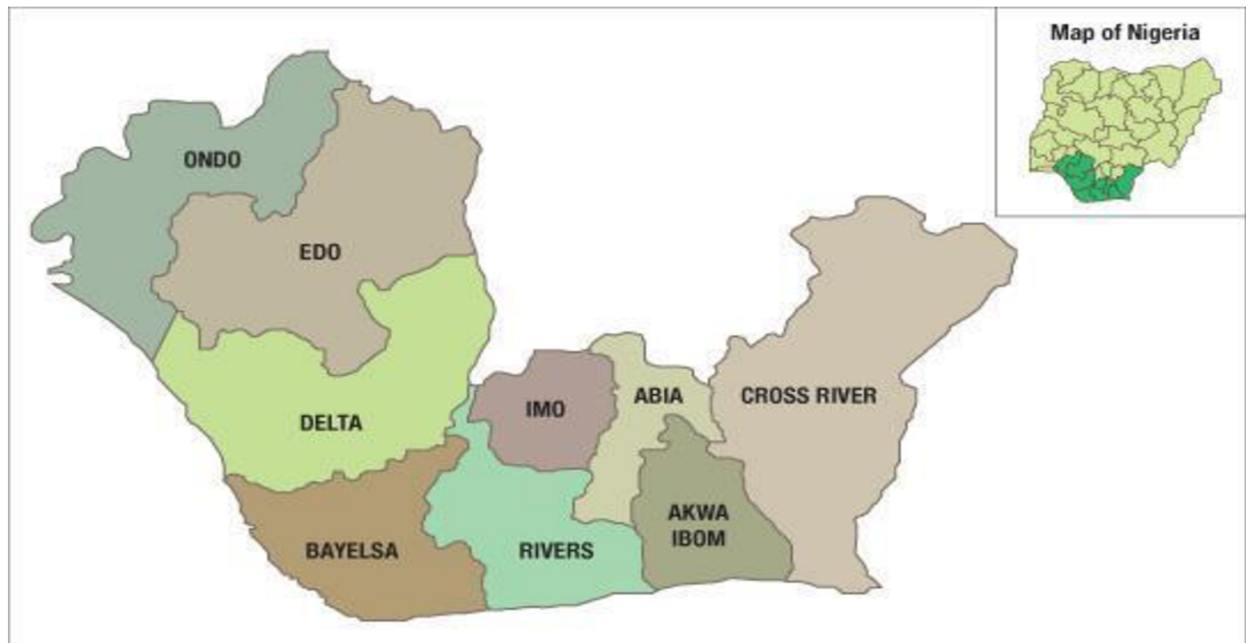 Map of Nigeria
ONDO
EDO
DELTA
IMO
ABIA
CROSS RIVER
BAYELSA
RIVERS
AKWA
IBOM